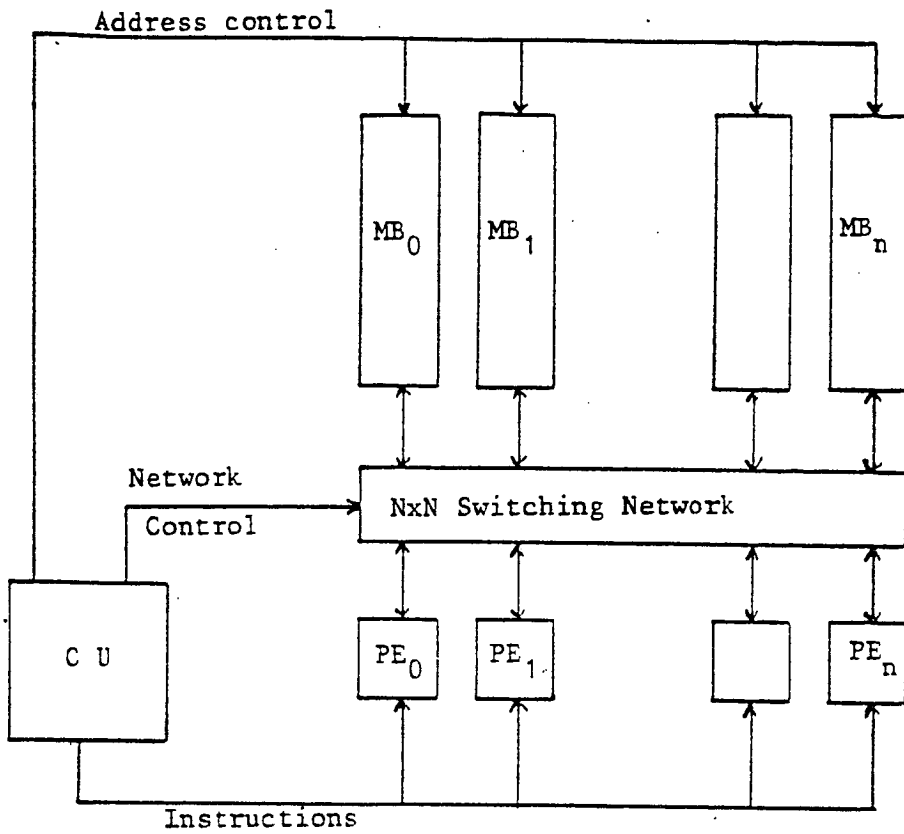 Address control
MB0 MB1 MBn
Network
Control
NxN Switching Network
C U
PE0 PE1 PEn
Instructions